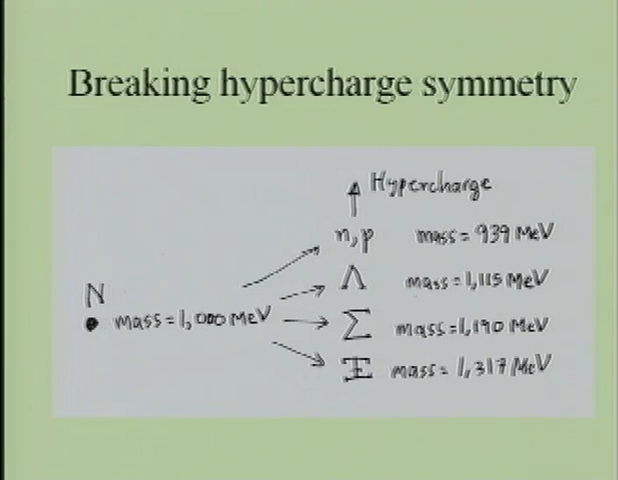 Breaking hypercharge symmetry
Hypercharge
n, p mass = 939 MeV
Λ mass = 1,115 MeV
N
mass = 1,000 MeV
Σ mass = 1,190 MeV
Ξ mass = 1,317 MeV